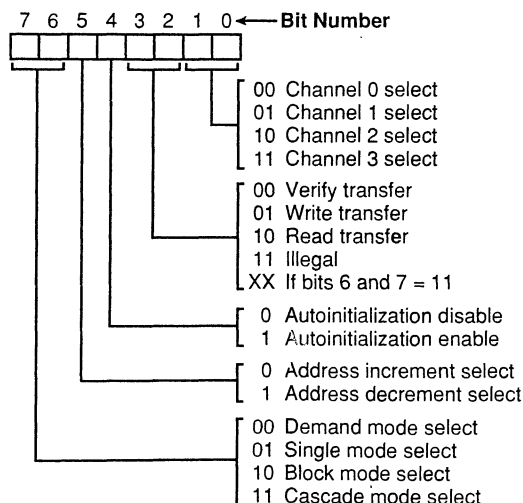 7 6 5 4 3 2 1 0 Bit Number
00 Channel 0 select
01 Channel 1 select
10 Channel 2 select
11 Channel 3 select
00 Verify transfer
01 Write transfer
10 Read transfer
11 Illegal
XX If bits 6 and 7 = 11
0 Autoinitialization disable
1 Autoinitialization enable
0 Address increment select
1 Address decrement select
00 Demand mode select
01 Single mode select
10 Block mode select
11 Cascade mode select